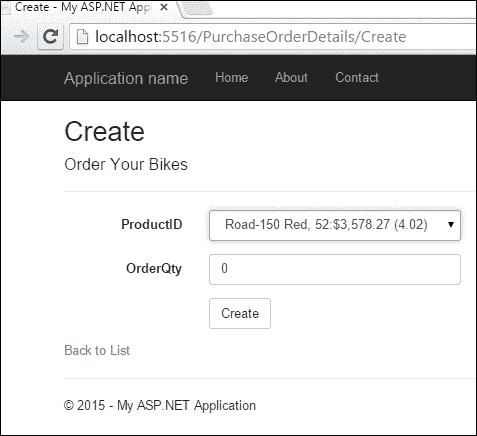 Create - My ASP.NET Appl
localhost:5516/PurchaseOrderDetails/Create
Application name Home About Contact
Create
Order Your Bikes
ProductID Road-150 Red, 52:$3,578.27 (4.02)
OrderQty 0
Create
Back to List
© 2015 - My ASP.NET Application